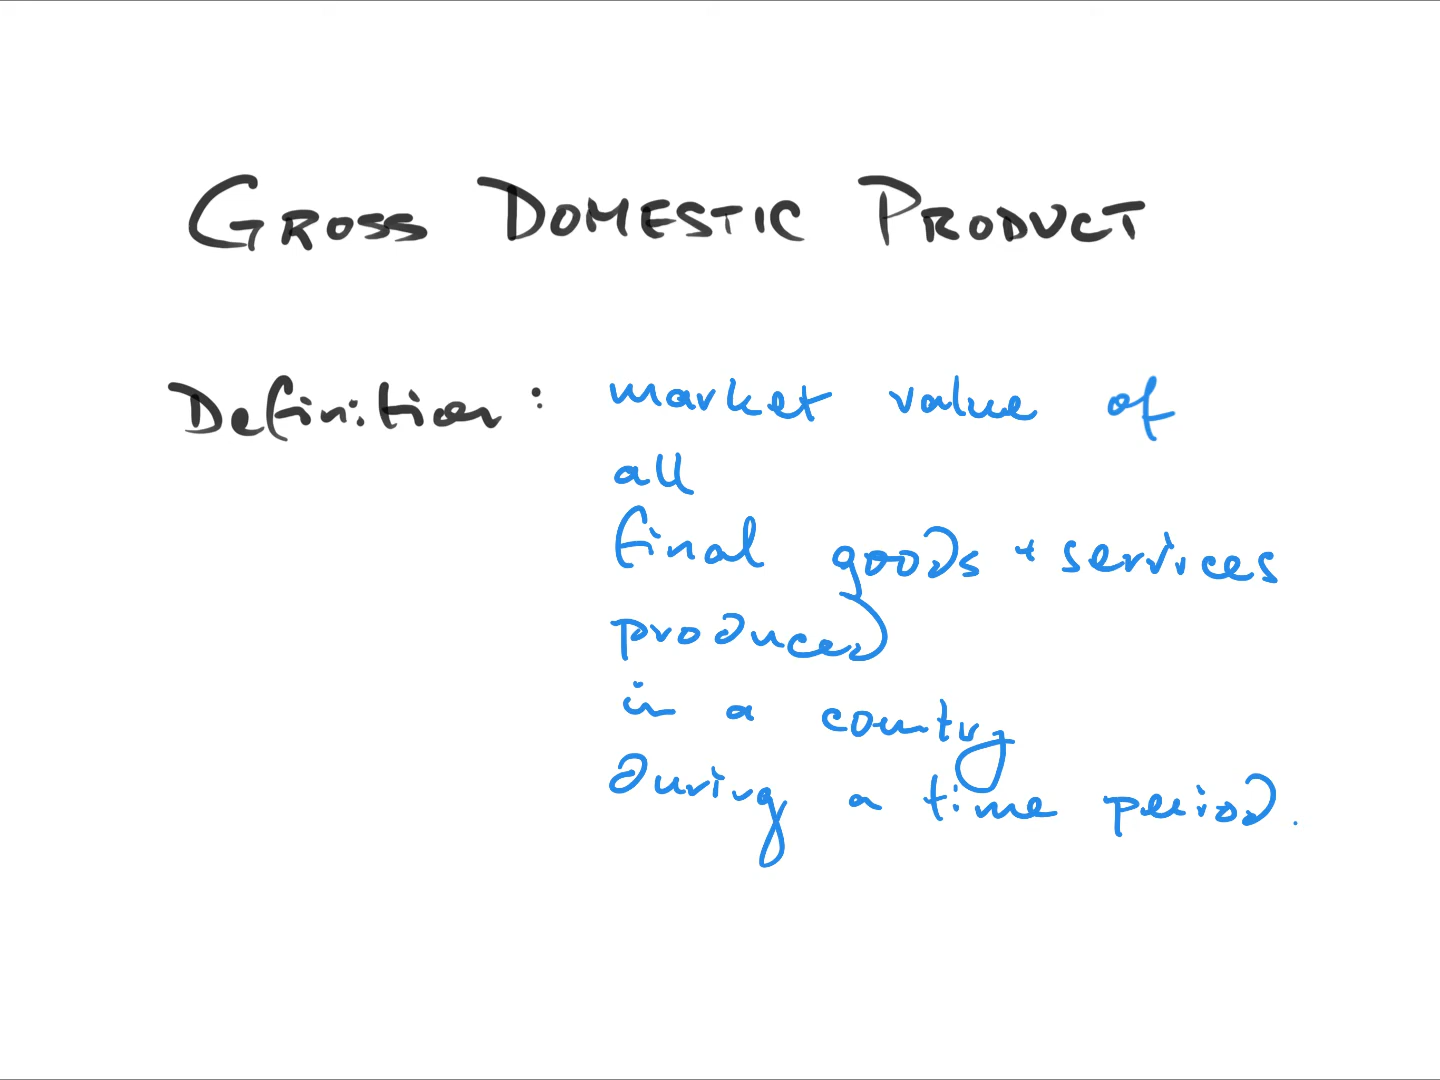 GROSS DOMESTIC PRODUCT
Definition: market value of
all
final goods + services
produced
in a country
during a time period.